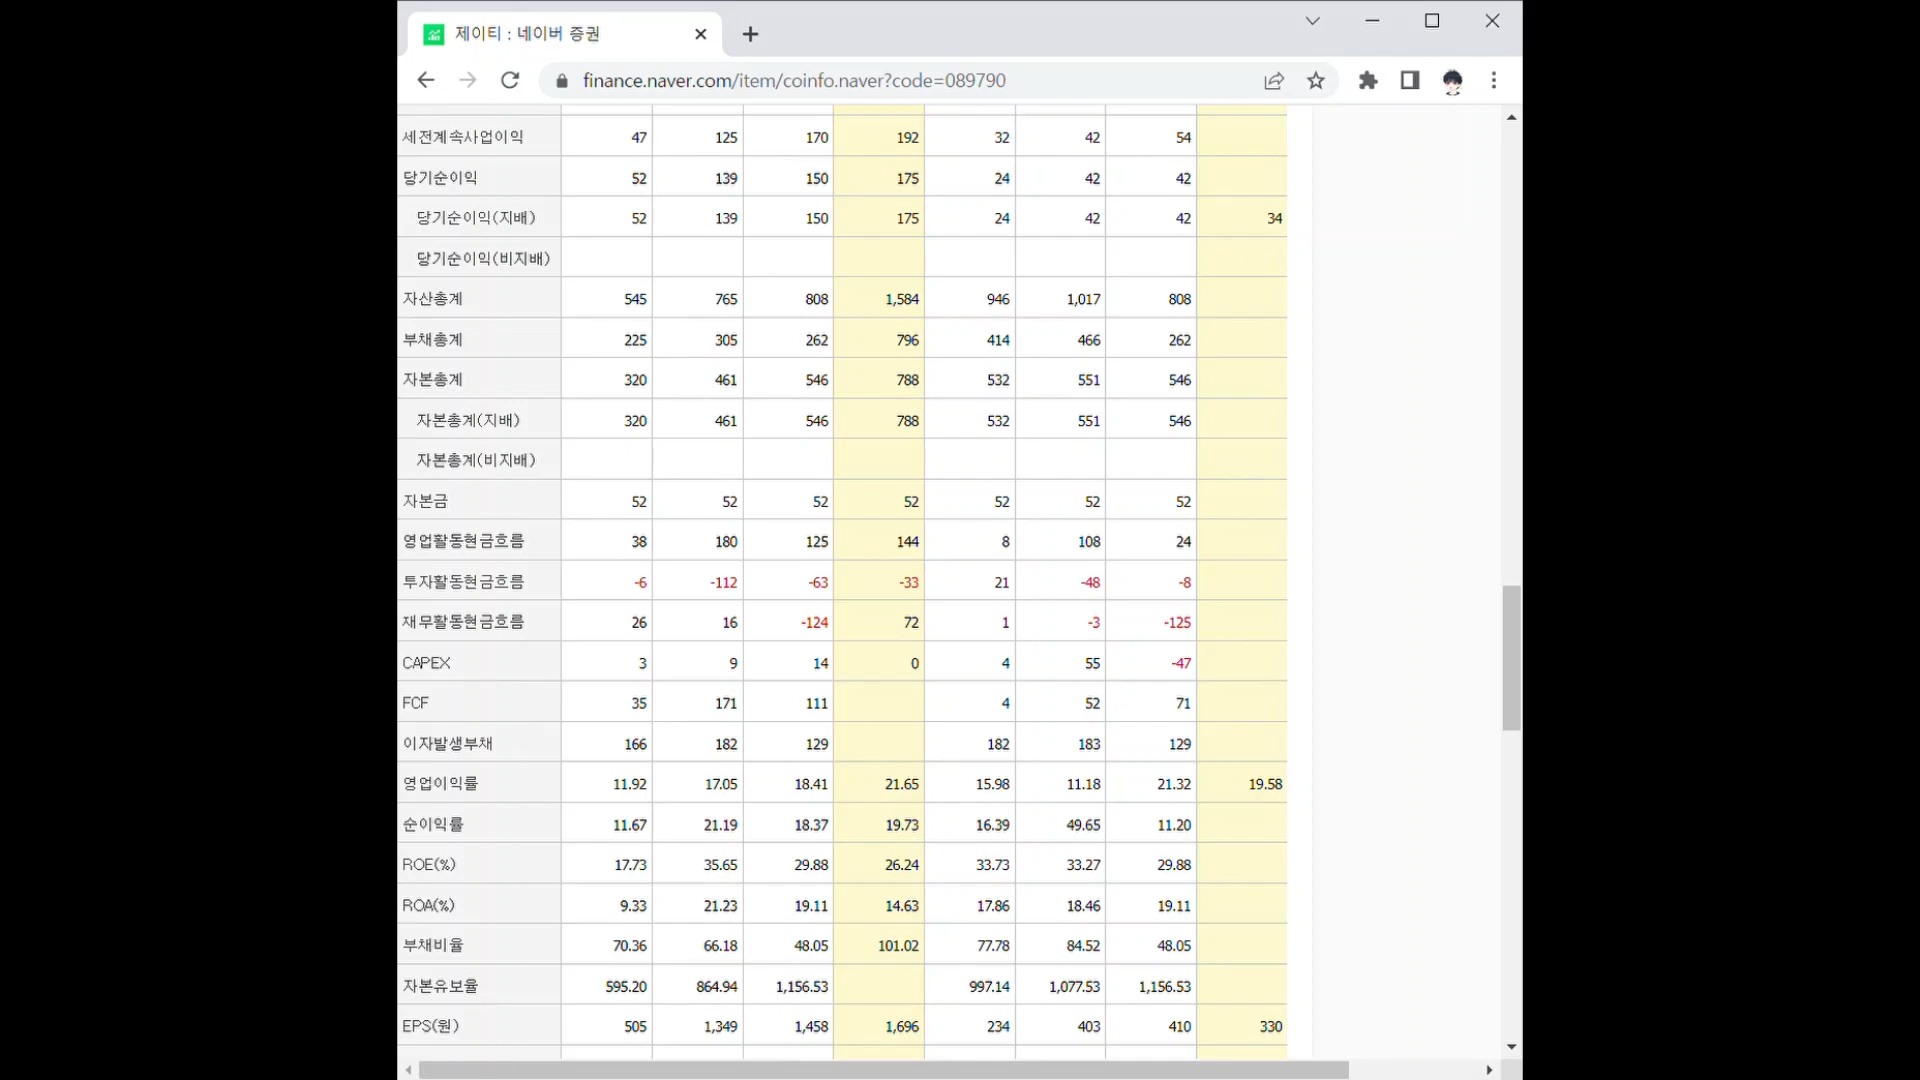 제이티 : 네이버 증권
finance.naver.com/item/coinfo.naver?code=089790
세전계속사업이익 47 125 170 192 32 42 54
당기순이익 52 139 150 175 24 42 42
당기순이익(지배) 52 139 150 175 24 42 42 34
당기순이익(비지배)
자산총계 545 765 808 1,584 946 1,017 808
부채총계 225 305 262 796 414 466 262
자본총계 320 461 546 788 532 551 546
자본총계(지배) 320 461 546 788 532 551 546
자본총계(비지배)
자본금 52 52 52 52 52 52 52
영업활동현금흐름 38 180 125 144 8 108 24
투자활동현금흐름 -6 -112 -63 -33 21 -48 -8
재무활동현금흐름 26 16 -124 72 1 -3 -125
CAPEX 3 9 14 0 4 55 -47
FCF 35 171 111 4 52 71
이자발생부채 166 182 129 182 183 129
영업이익률 11.92 17.05 18.41 21.65 15.98 11.18 21.32 19.58
순이익률 11.67 21.19 18.37 19.73 16.39 49.65 11.20
ROE(%) 17.73 35.65 29.88 26.24 33.73 33.27 29.88
ROA(%) 9.33 21.23 19.11 14.63 17.86 18.46 19.11
부채비율 70.36 66.18 48.05 101.02 77.78 84.52 48.05
자본유보율 595.20 864.94 1,156.53 997.14 1,077.53 1,156.53
EPS(원) 505 1,349 1,458 1,696 234 403 410 330